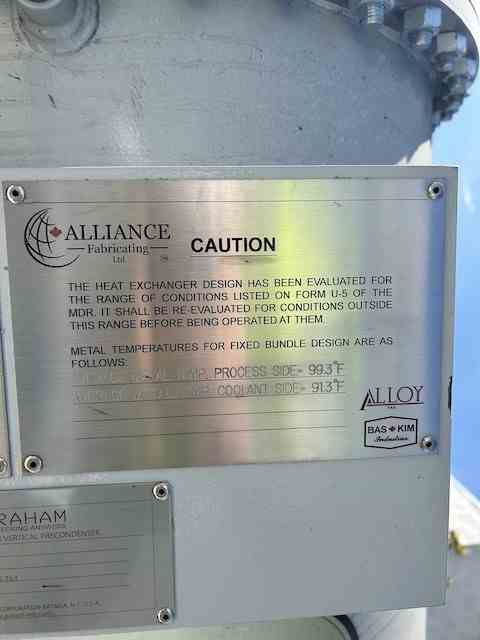 ALLIANCE
Fabricating
Ltd.
CAUTION
THE HEAT EXCHANGER DESIGN HAS BEEN EVALUATED FOR
THE RANGE OF CONDITIONS LISTED ON FORM U-5 OF THE
MDR. IT SHALL BE RE-EVALUATED FOR CONDITIONS OUTSIDE
THIS RANGE BEFORE BEING OPERATED AT THEM.
METAL TEMPERATURES FOR FIXED BUNDLE DESIGN ARE AS
FOLLOWS:
PROCESS SIDE= 99.3°F
COOLANT SIDE= 91.3°F
ALLOY
BAS KIM
Industries
RAHAM
VERTICAL PRECONDENSER
BATAVIA, N.Y. U.S.A.